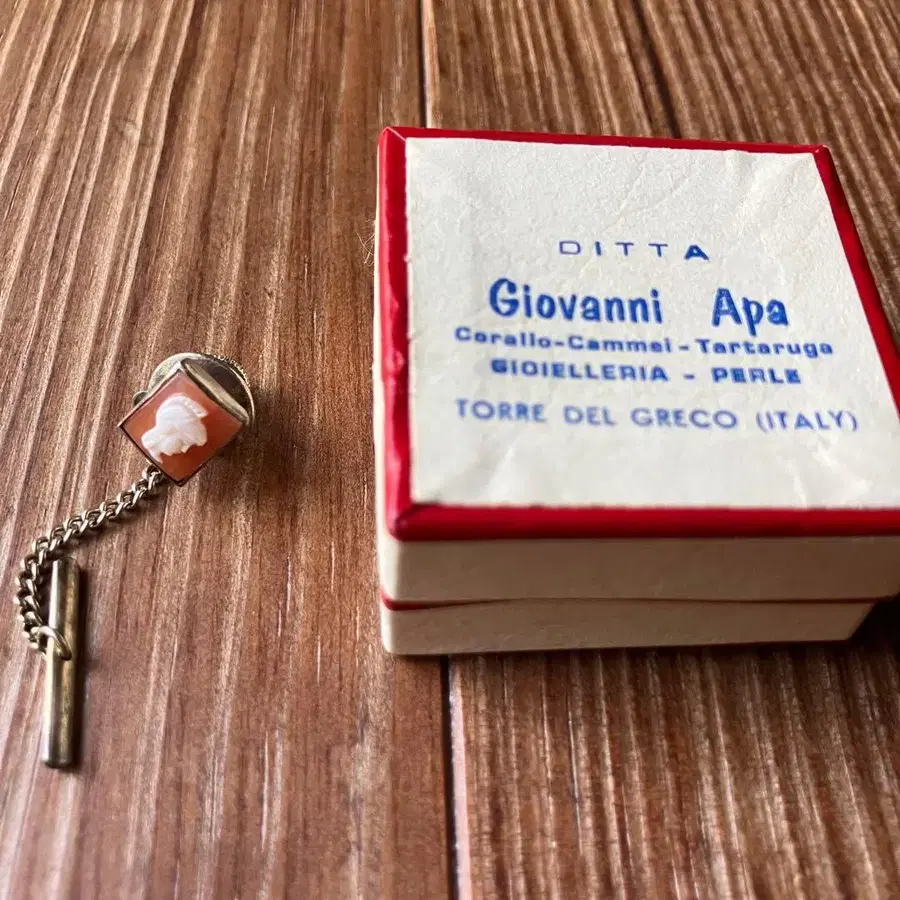 DITTA
Giovanni Apa
Corallo-Cammei-Tartaruga
GIOIELLERIA - PERLE
TORRE DEL GRECO (ITALY)